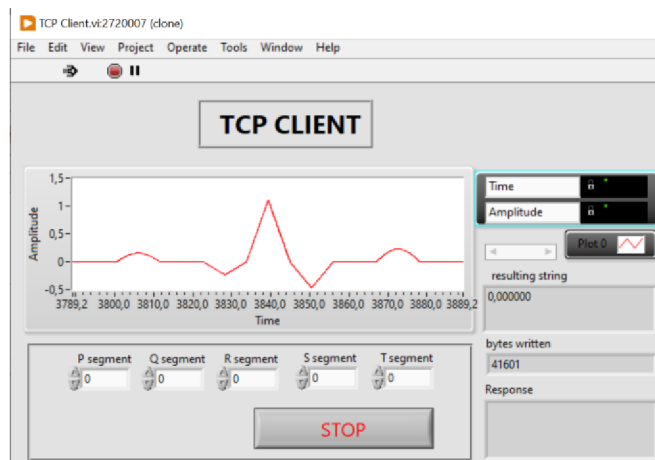 TCP Client.vi:2720007 (clone)
File Edit View Project Operate Tools Window Help
TCP CLIENT
1,5
1
0,5
0
-0,5
Amplitude
3789,2 3800,0 3810,0 3820,0 3830,0 3840,0 3850,0 3860,0 3870,0 3880,0 3889,2
Time
Time
Amplitude
Plot 0
resulting string
0,000000
bytes written
41601
Response
P segment Q segment R segment S segment T segment
0 0 0 0 0
STOP